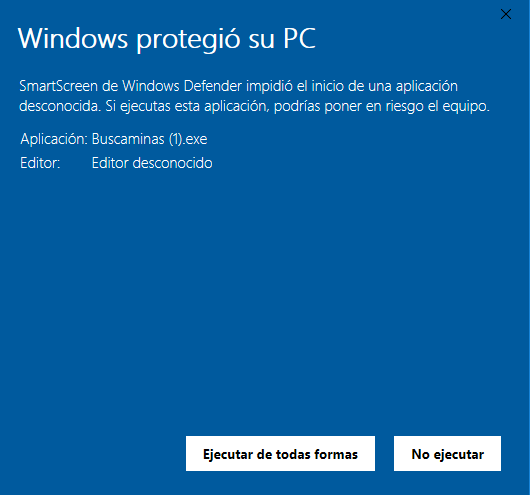 Windows protegió su PC
SmartScreen de Windows Defender impidió el inicio de una aplicación
desconocida. Si ejecutas esta aplicación, podrías poner en riesgo el equipo.
Aplicación: Buscaminas (1).exe
Editor: Editor desconocido
Ejecutar de todas formas No ejecutar